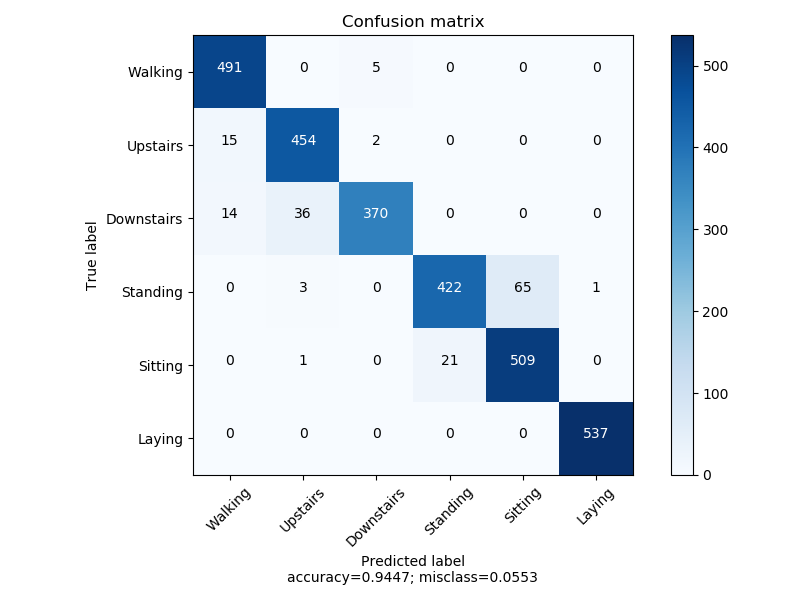 Confusion matrix
Walking 491 0 5 0 0 0
Upstairs 15 454 2 0 0 0
Downstairs 14 36 370 0 0 0
Standing 0 3 0 422 65 1
Sitting 0 1 0 21 509 0
Laying 0 0 0 0 0 537
True label
Walking Upstairs Downstairs Standing Sitting Laying
Predicted label
accuracy=0.9447; misclass=0.0553
500
400
300
200
100
0